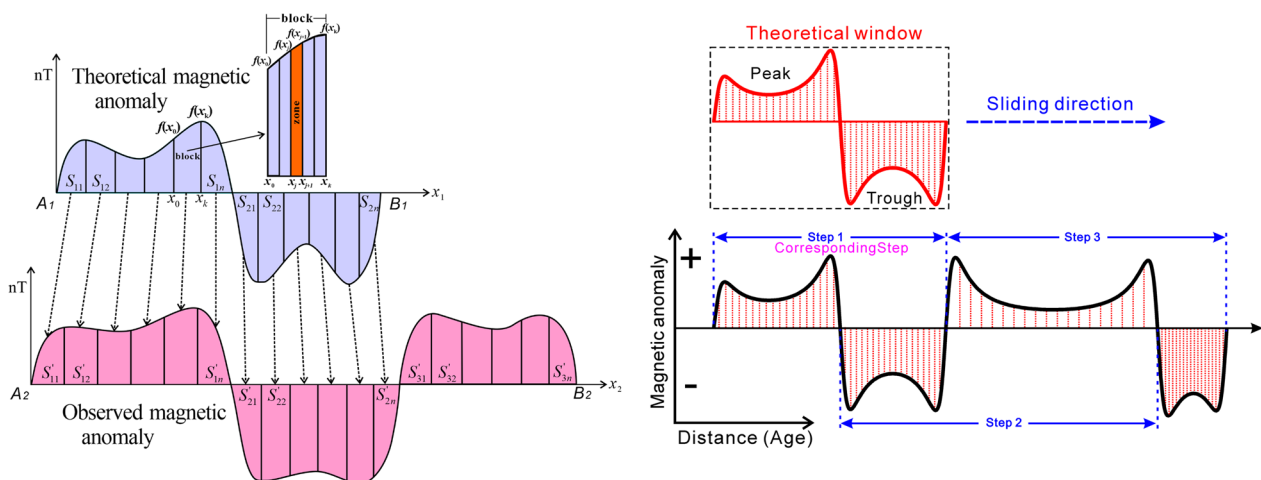 block
f(x₀)
f(xⱼ)
f(xⱼ₊₁)
f(xₖ)
zone
x₀ xⱼ xⱼ₊₁ xₖ
nT
Theoretical magnetic
anomaly
f(x₀)
f(xₖ)
block
S₁₁ S₁₂ S₁ₙ
A₁ x₀ xₖ S₂₁ S₂₂ S₂ₙ B₁ x₁
nT
S'₁₁ S'₁₂ S'₁ₙ S'₂₁ S'₂₂ S'₂ₙ S'₃₁ S'₃₂ S'₃ₙ
A₂ B₂ x₂
Observed magnetic
anomaly
Theoretical window
Peak
Trough
Sliding direction
Step 1
CorrespondingStep
Step 3
Magnetic anomaly
+
-
Step 2
Distance (Age)